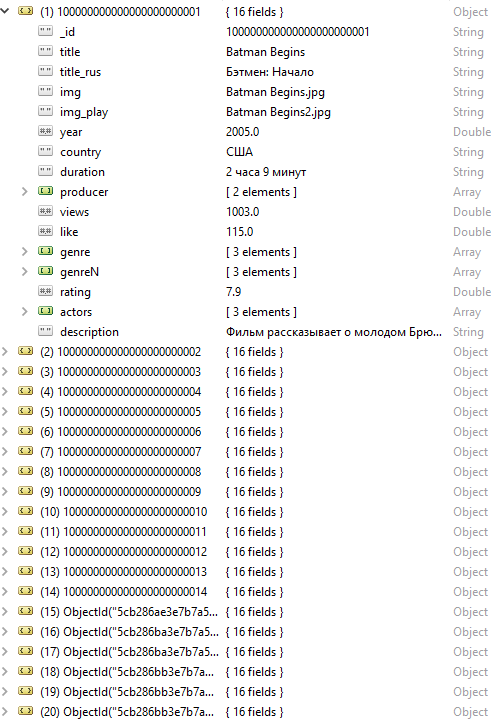 (1) 100000000000000000000001 { 16 fields } Object
_id 100000000000000000000001 String
title Batman Begins String
title_rus Бэтмен: Начало String
img Batman Begins.jpg String
img_play Batman Begins2.jpg String
year 2005.0 Double
country США String
duration 2 часа 9 минут String
producer [ 2 elements ] Array
views 1003.0 Double
like 115.0 Double
genre [ 3 elements ] Array
genreN [ 3 elements ] Array
rating 7.9 Double
actors [ 3 elements ] Array
description Фильм рассказывает о молодом Брю... String
(2) 100000000000000000000002 { 16 fields } Object
(3) 100000000000000000000003 { 16 fields } Object
(4) 100000000000000000000004 { 16 fields } Object
(5) 100000000000000000000005 { 16 fields } Object
(6) 100000000000000000000006 { 16 fields } Object
(7) 100000000000000000000007 { 16 fields } Object
(8) 100000000000000000000008 { 16 fields } Object
(9) 100000000000000000000009 { 16 fields } Object
(10) 100000000000000000000010 { 16 fields } Object
(11) 100000000000000000000011 { 16 fields } Object
(12) 100000000000000000000012 { 16 fields } Object
(13) 100000000000000000000013 { 16 fields } Object
(14) 100000000000000000000014 { 16 fields } Object
(15) ObjectId("5cb286ae3e7b7a5... { 16 fields } Object
(16) ObjectId("5cb286ba3e7b7a5... { 16 fields } Object
(17) ObjectId("5cb286ba3e7b7a5... { 16 fields } Object
(18) ObjectId("5cb286bb3e7b7a... { 16 fields } Object
(19) ObjectId("5cb286bb3e7b7a... { 16 fields } Object
(20) ObjectId("5cb286bb3e7b7a... { 16 fields } Object